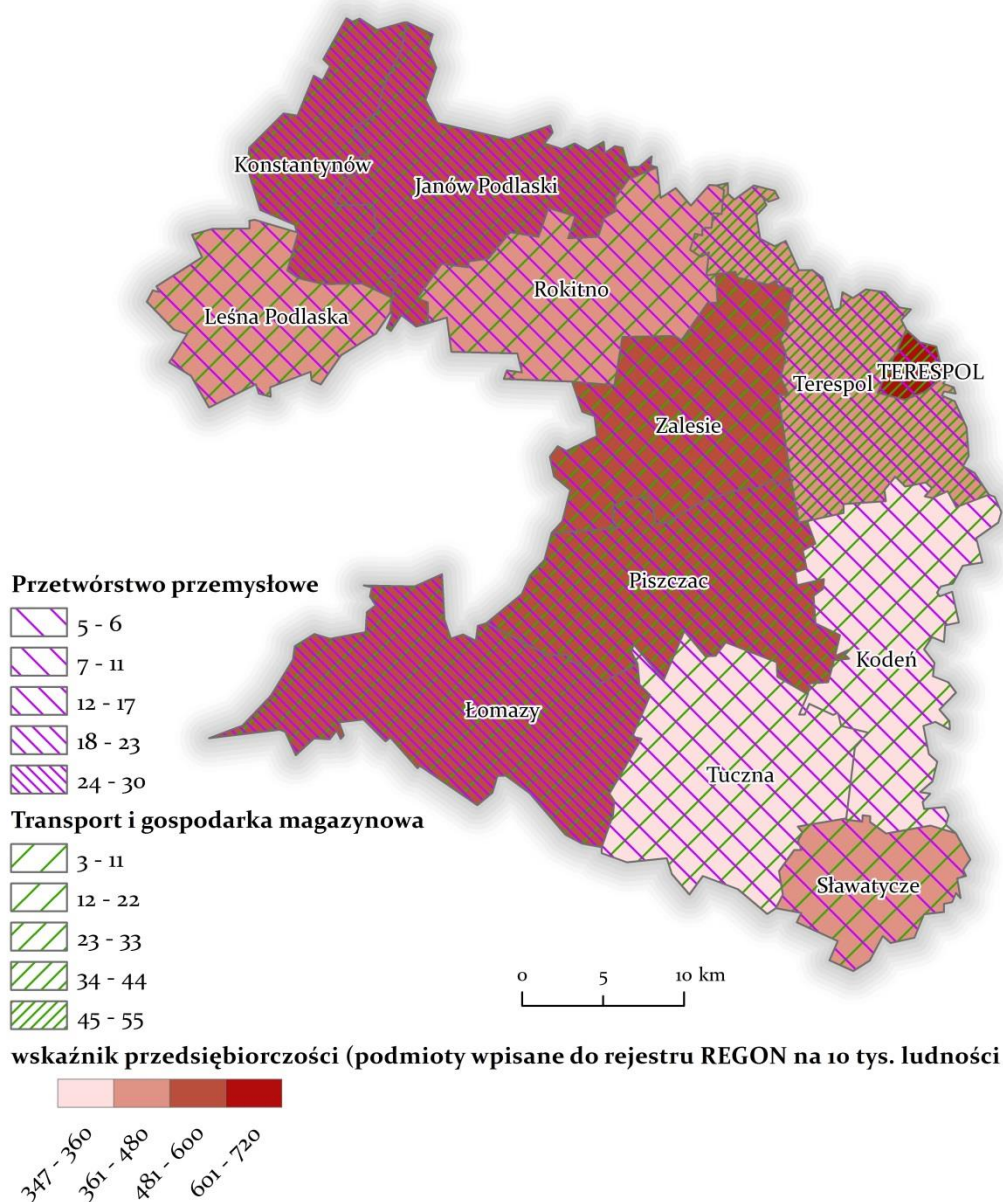 Konstantynów
Janów Podlaski
Rokitno
Leśna Podlaska
Terespol
TERESPOL
Zalesie
Piszczac
Kodeń
Łomazy
Tuczna
Sławatycze
Przetwórstwo przemysłowe
5 - 6
7 - 11
12 - 17
18 - 23
24 - 30
Transport i gospodarka magazynowa
3 - 11
12 - 22
23 - 33
34 - 44
45 - 55
0 5 10 km
wskaźnik przedsiębiorczości (podmioty wpisane do rejestru REGON na 10 tys. ludności
347 - 360
361 - 480
481 - 600
601 - 720